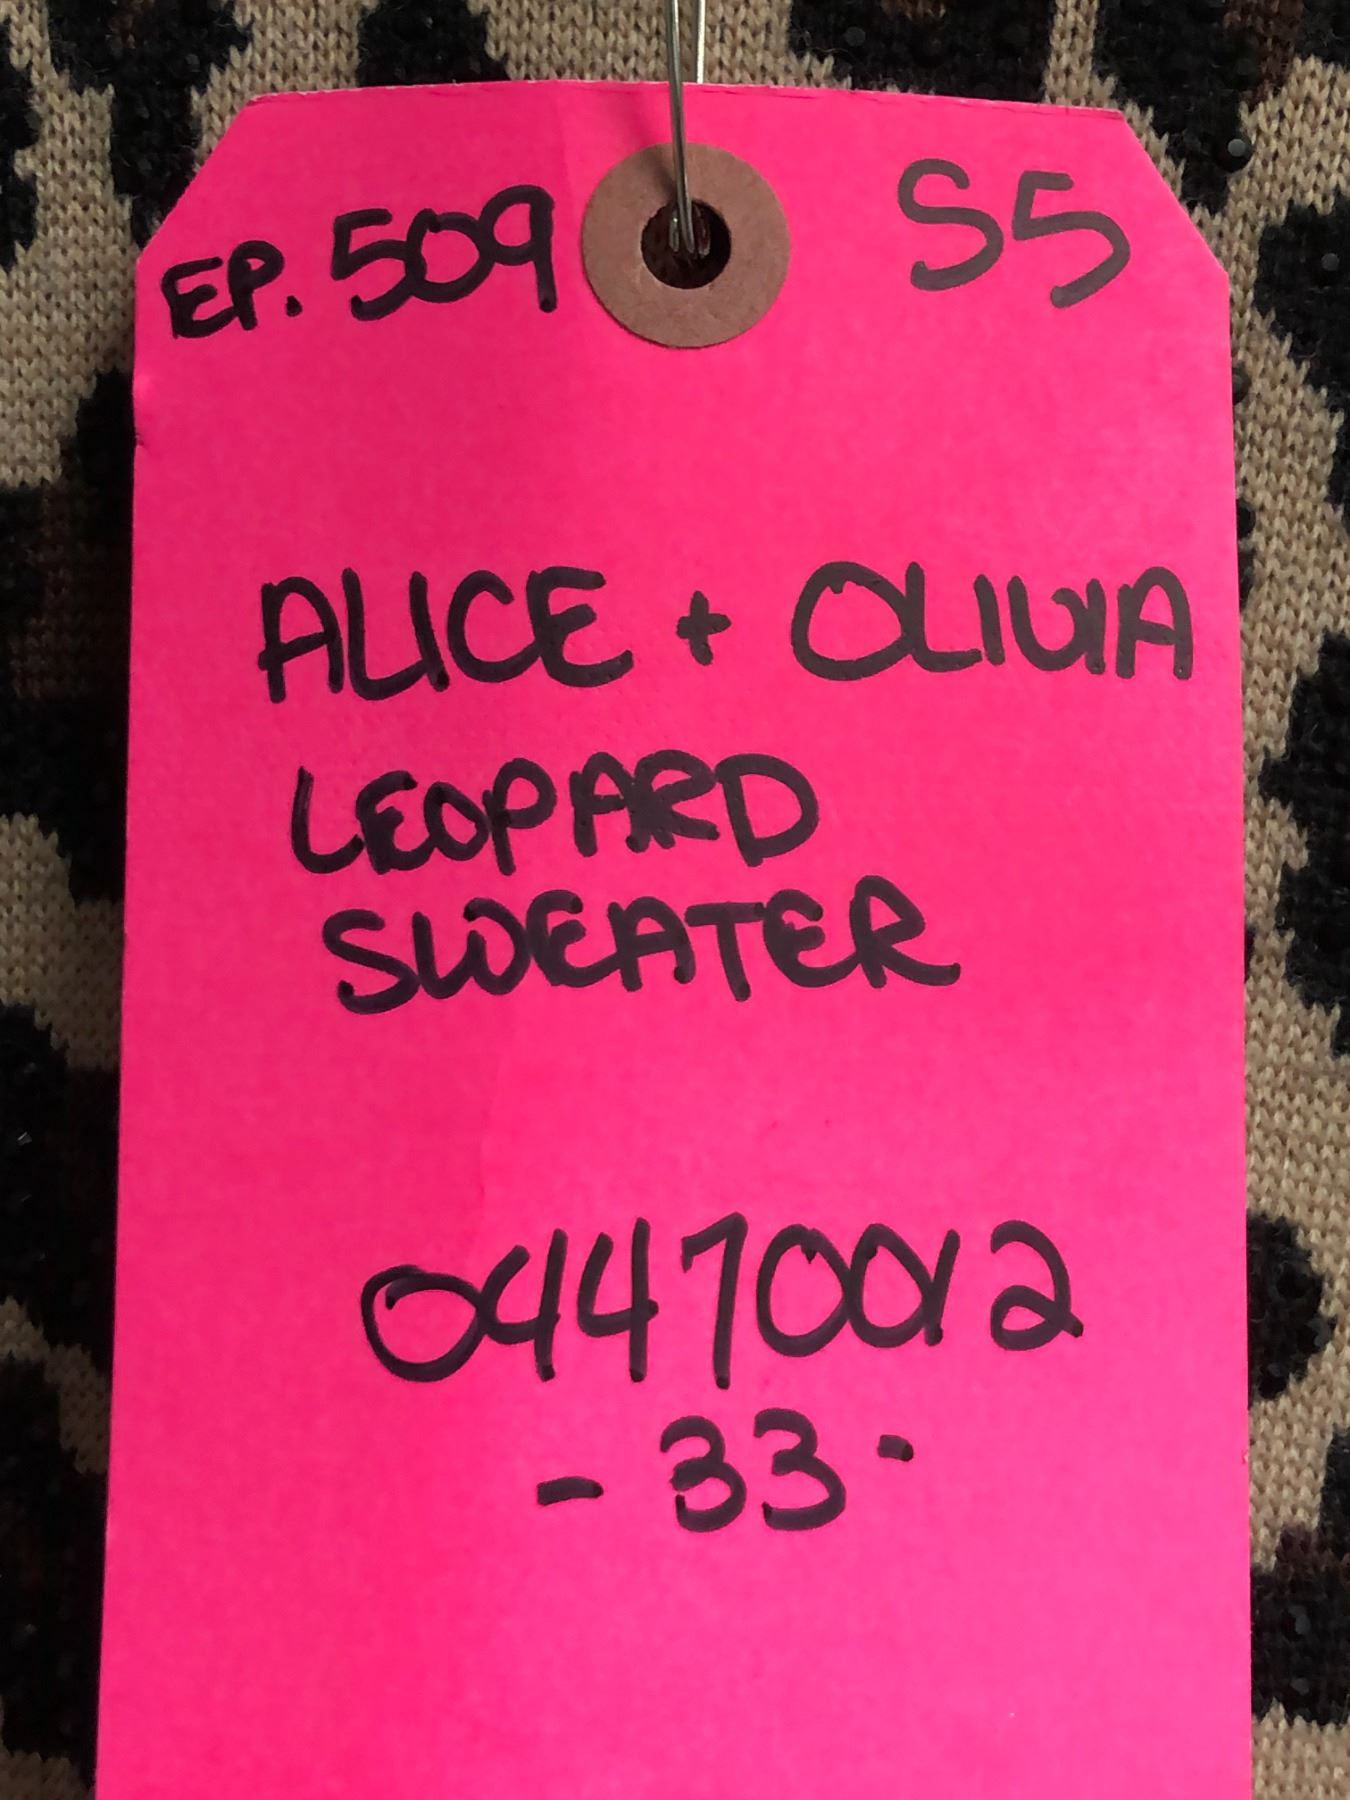 EP. 509 S5
ALICE + OLIVIA
LEOPARD
SWEATER
04470012
- 33 -